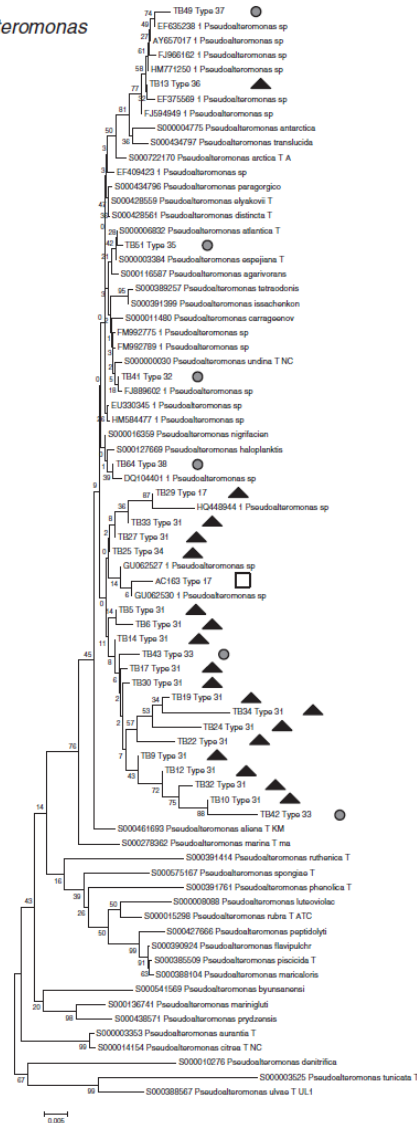 teromonas
TB49 Type 37
EF635238 1 Pseudoalteromonas sp
AY657017 1 Pseudoalteromonas sp
FJ966162 1 Pseudoalteromonas sp
HM771250 1 Pseudoalteromonas sp
TB13 Type 36
EF375569 1 Pseudoalteromonas sp
FJ594949 1 Pseudoalteromonas sp
S000004775 Pseudoalteromonas antarctica
S000434797 Pseudoalteromonas translucida
S000722170 Pseudoalteromonas arctica T A
EF409423 1 Pseudoalteromonas sp
S000434796 Pseudoalteromonas paragorgico
S000428559 Pseudoalteromonas elyakovii T
S000428561 Pseudoalteromonas distincta T
S000006832 Pseudoalteromonas atlantica T
TB51 Type 35
S000003384 Pseudoalteromonas espejiana T
S000116587 Pseudoalteromonas agarivorans
S000389257 Pseudoalteromonas tetraodonis
S000391399 Pseudoalteromonas issachenkon
S000011480 Pseudoalteromonas carrageenov
FM992775 1 Pseudoalteromonas sp
FM992789 1 Pseudoalteromonas sp
S000000030 Pseudoalteromonas undina T NC
TB41 Type 32
FJ889602 1 Pseudoalteromonas sp
EU330345 1 Pseudoalteromonas sp
HM584477 1 Pseudoalteromonas sp
S000016359 Pseudoalteromonas nigrifacien
S000127669 Pseudoalteromonas haloplanktis
TB64 Type 38
DQ104401 1 Pseudoalteromonas sp
TB29 Type 17
HQ448944 1 Pseudoalteromonas sp
TB33 Type 31
TB27 Type 31
TB25 Type 34
GU062527 1 Pseudoalteromonas sp
AC163 Type 17
GU062530 1 Pseudoalteromonas sp
TB5 Type 31
TB6 Type 31
TB14 Type 31
TB43 Type 33
TB17 Type 31
TB30 Type 31
TB19 Type 31
TB34 Type 31
TB24 Type 31
TB22 Type 31
TB9 Type 31
TB12 Type 31
TB32 Type 31
TB10 Type 31
TB42 Type 33
S000461693 Pseudoalteromonas aliena T KM
S000278362 Pseudoalteromonas marina T ma
S000391414 Pseudoalteromonas ruthenica T
S000575167 Pseudoalteromonas spongiae T
S000391761 Pseudoalteromonas phenolica T
S000008088 Pseudoalteromonas luteoviolac
S000015298 Pseudoalteromonas rubra T ATC
S000427666 Pseudoalteromonas peptidolyti
S000390924 Pseudoalteromonas flavipulchr
S000385509 Pseudoalteromonas piscicida T
S000388104 Pseudoalteromonas maricaloris
S000541569 Pseudoalteromonas byunsanensi
S000136741 Pseudoalteromonas marinigluti
S000438571 Pseudoalteromonas prydzensis
S000003353 Pseudoalteromonas aurantia T
S000014154 Pseudoalteromonas citrea T NC
S000010276 Pseudoalteromonas denitrifica
S000003525 Pseudoalteromonas tunicata T
S000388567 Pseudoalteromonas ulvae T UL1
0.005